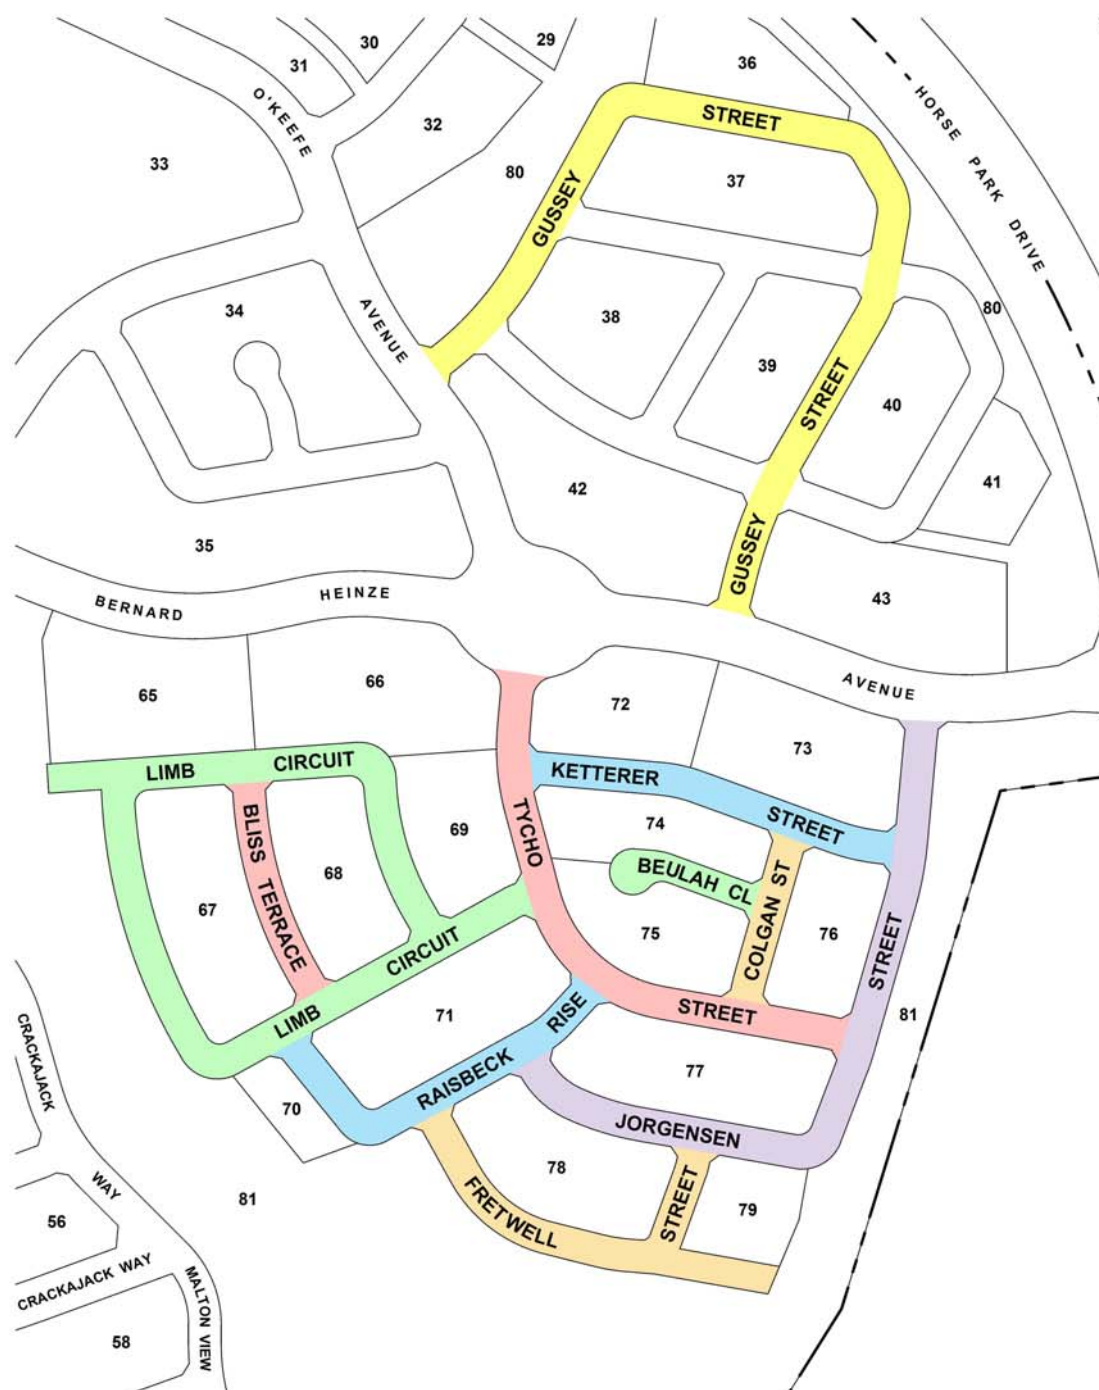 30
29
31
36
O'KEEFE
HORSE PARK DRIVE
STREET
32
33
80
37
GUSSEY
80
34
AVENUE
38
39
STREET
40
42
41
35
GUSSEY
43
BERNARD
HEINZE
AVENUE
65
66
72
73
LIMB
CIRCUIT
KETTERER
STREET
BLISS TERRACE
TYCHO
69
74
68
BEULAH CL
67
75
COLGAN ST
76
STREET
CIRCUIT
LIMB
71
RISE
STREET
81
RAISBECK
77
CRACKAJACK
70
JORGENSEN
78
WAY
81
FRETWELL
STREET
79
56
CRACKAJACK WAY
MALTON VIEW
58